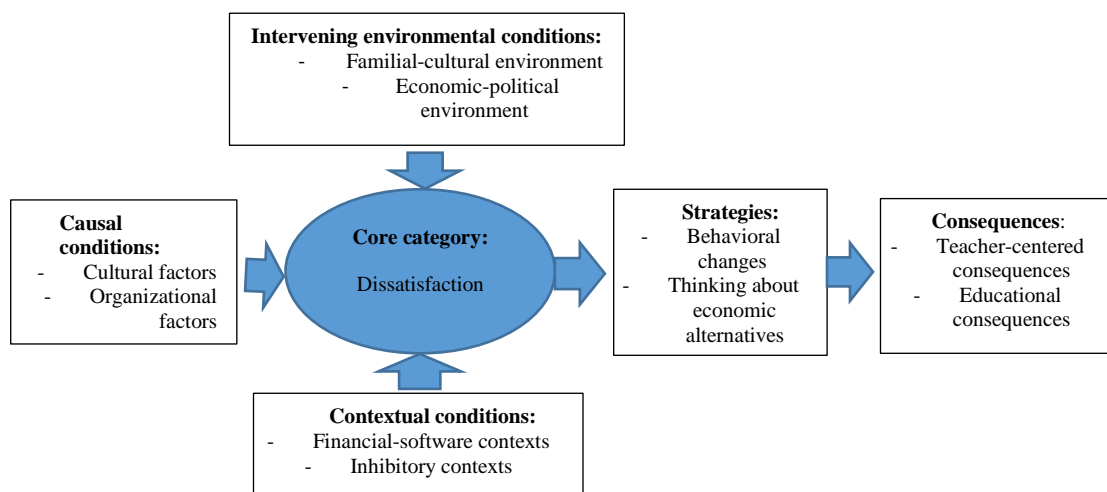 Intervening environmental conditions:
- Familial-cultural environment
- Economic-political
environment
Causal
conditions:
- Cultural factors
- Organizational
factors
Core category:
Dissatisfaction
Strategies:
- Behavioral
changes
- Thinking about
economic
alternatives
Consequences:
- Teacher-centered
consequences
- Educational
consequences
Contextual conditions:
- Financial-software contexts
- Inhibitory contexts